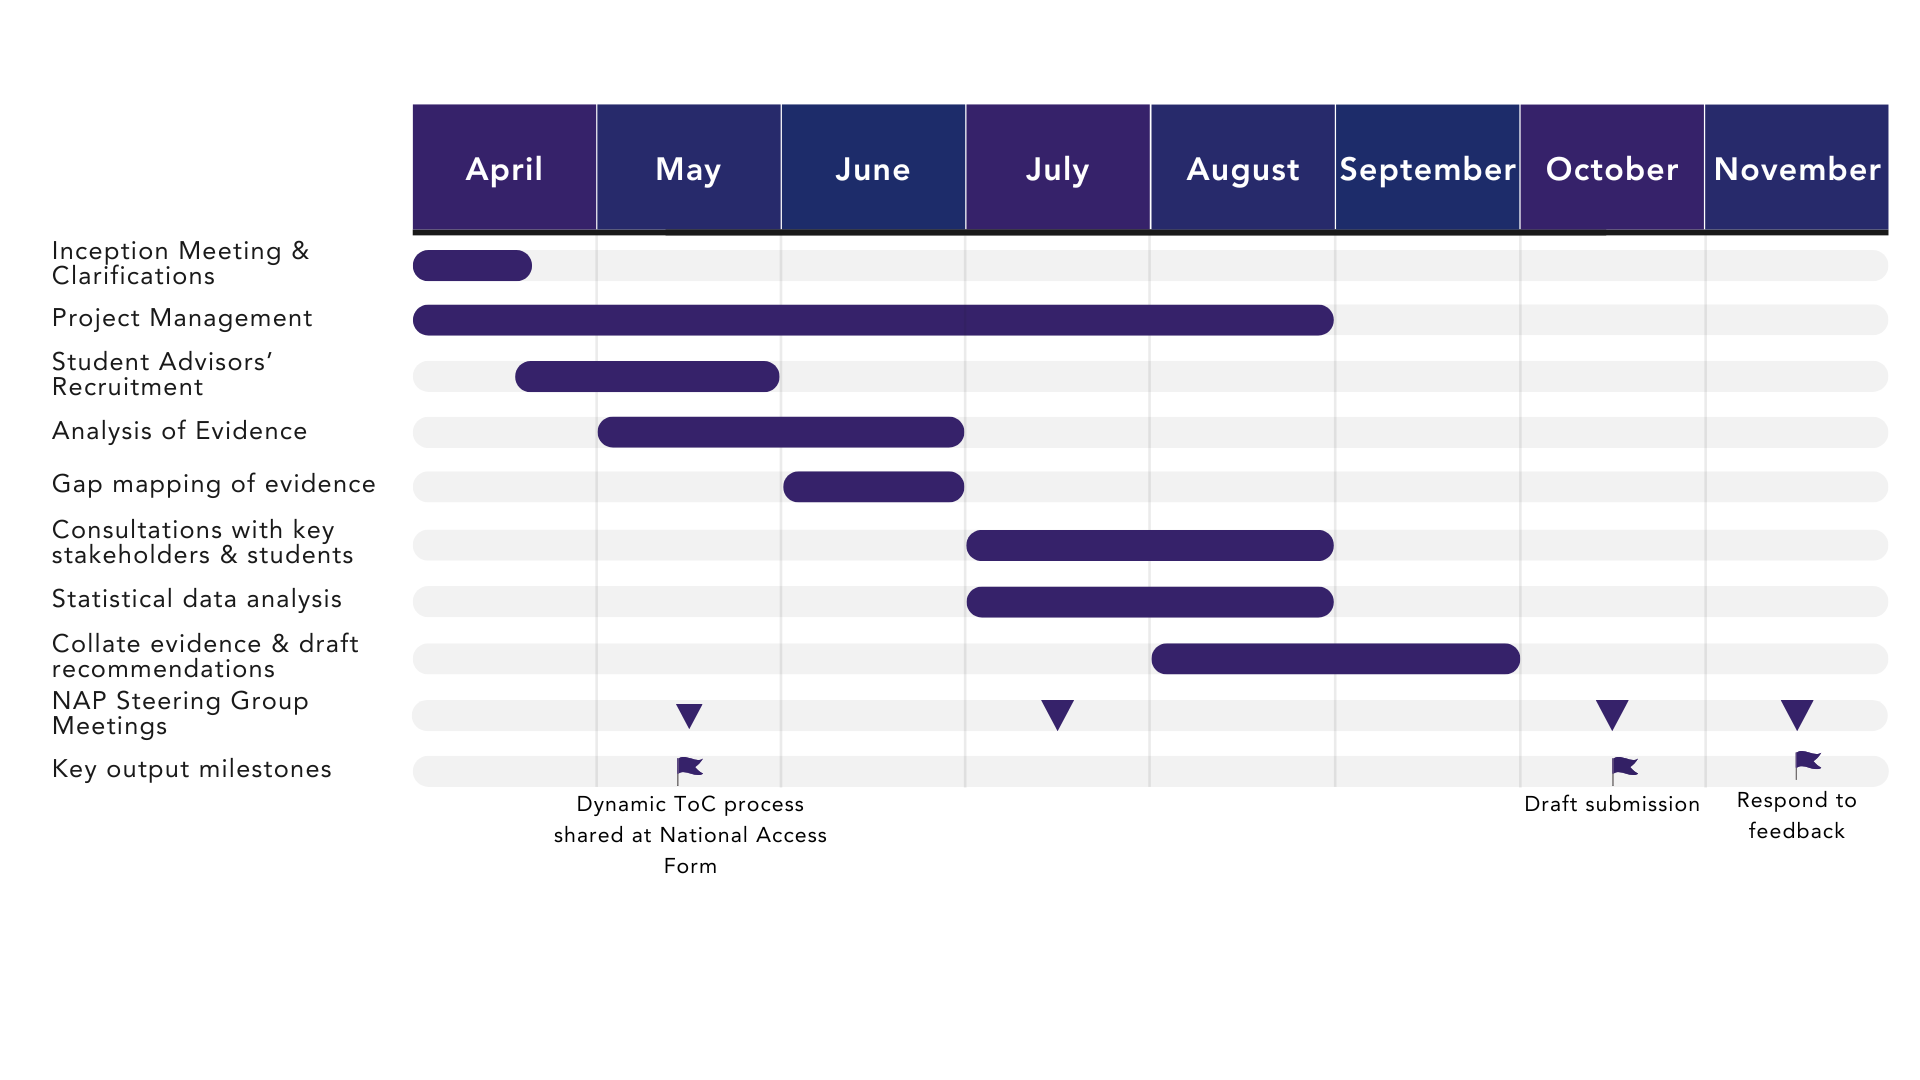 April May June July August September October November
Inception Meeting &
Clarifications
Project Management
Student Advisors’
Recruitment
Analysis of Evidence
Gap mapping of evidence
Consultations with key
stakeholders & students
Statistical data analysis
Collate evidence & draft
recommendations
NAP Steering Group
Meetings
Key output milestones
Dynamic ToC process
shared at National Access
Form
Draft submission
Respond to
feedback